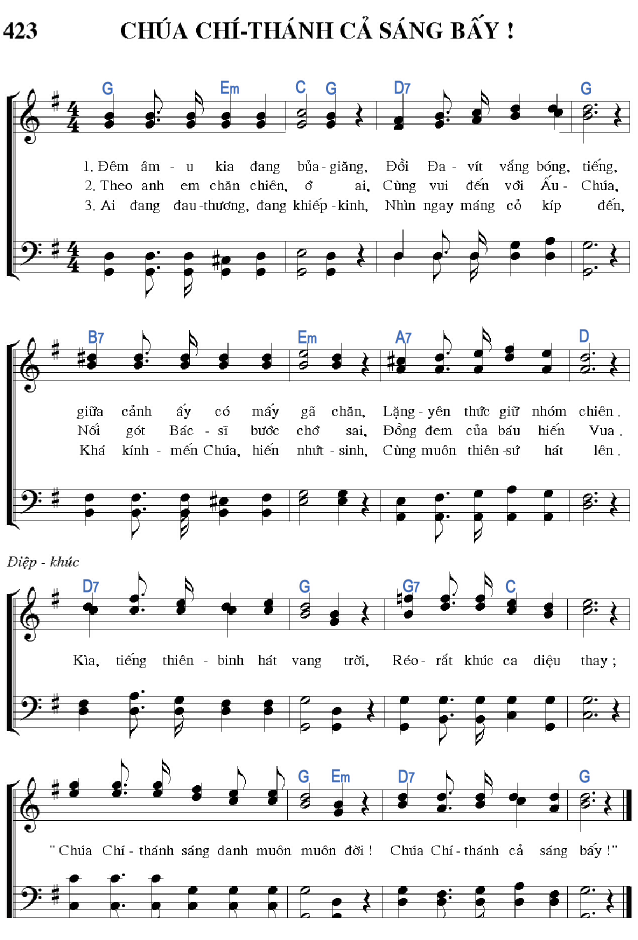 423 CHÚA CHÍ-THÁNH CẢ SÁNG BẤY !
G Em C G D7 G
1. Đêm âm- u kia đang bủa-giăng, Đồi Đa- vít vắng bóng, tiếng,
2. Theo anh em chăn chiên, ớ ai, Cùng vui đến với Ấu- Chúa,
3. Ai đang đau-thương, đang khiếp-kinh, Nhìn ngay máng cỏ kíp đến,
B7 Em A7 D
giữa cảnh ấy có mấy gã chăn, Lặng-yên thức giữ nhóm chiên.
Nối gót Bác- sĩ bước chớ sai, Đồng đem của báu hiến Vua.
Khá kính- mến Chúa, hiến nhứt-sinh, Cùng muôn thiên-sứ hát lên.
Điệp - khúc
D7 G G7 C
Kìa, tiếng thiên- binh hát vang trời, Réo- rắt khúc ca diệu thay ;
G Em D7 G
" Chúa Chí- thánh sáng danh muôn muôn đời ! Chúa Chí- thánh cả sáng bấy !"